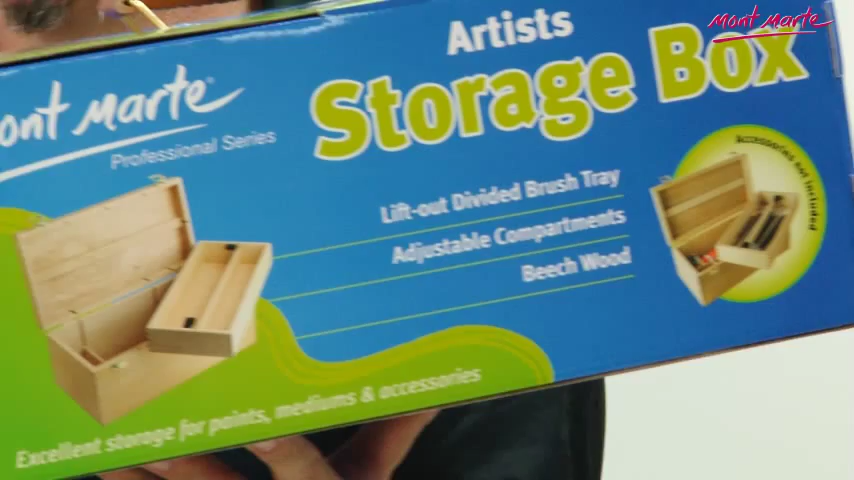 mont marte
Mont Marte
Professional Series
Artists
Storage Box
Lift-out Divided Brush Tray
Adjustable Compartments
Beech Wood
Accessories not included
Excellent storage for paints, mediums & accessories